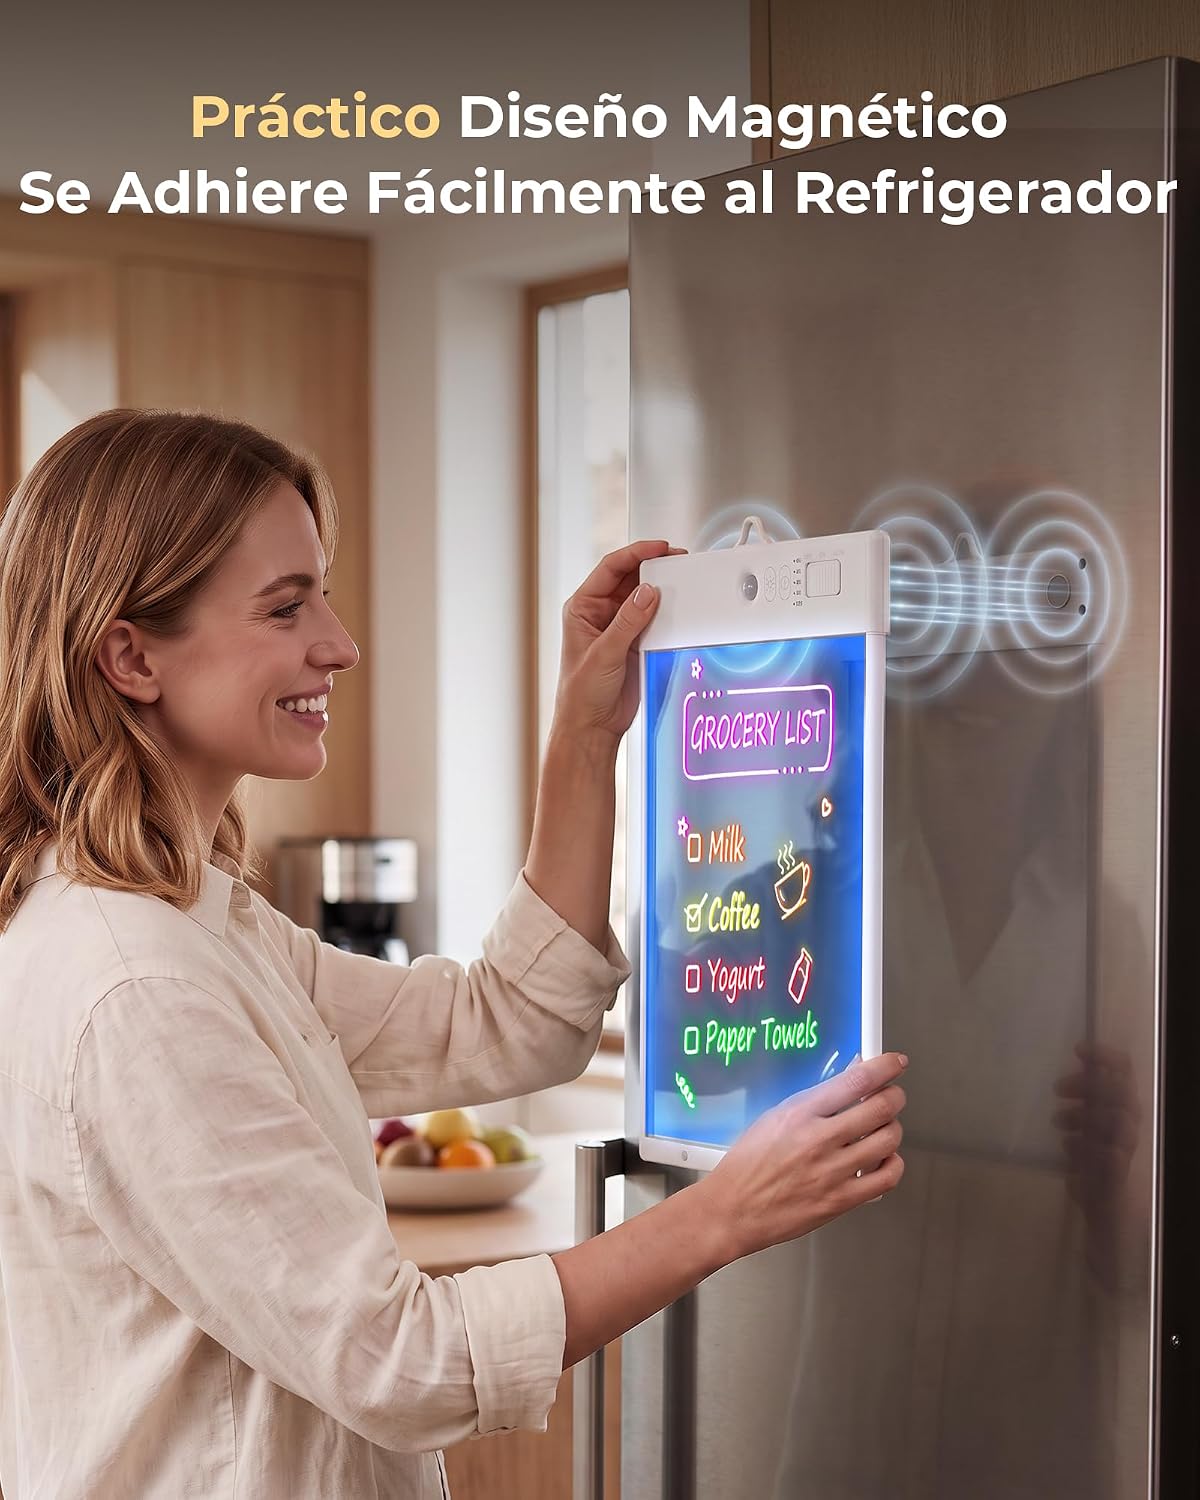 Práctico Diseño Magnético
Se Adhiere Fácilmente al Refrigerador
GROCERY LIST
Milk
Coffee
Yogurt
Paper Towels